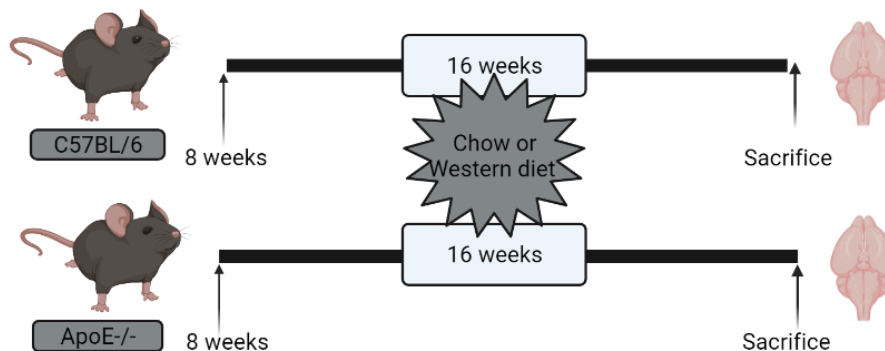 16 weeks
C57BL/6
8 weeks
Chow or
Western diet
Sacrifice
16 weeks
ApoE-/-
8 weeks
Sacrifice